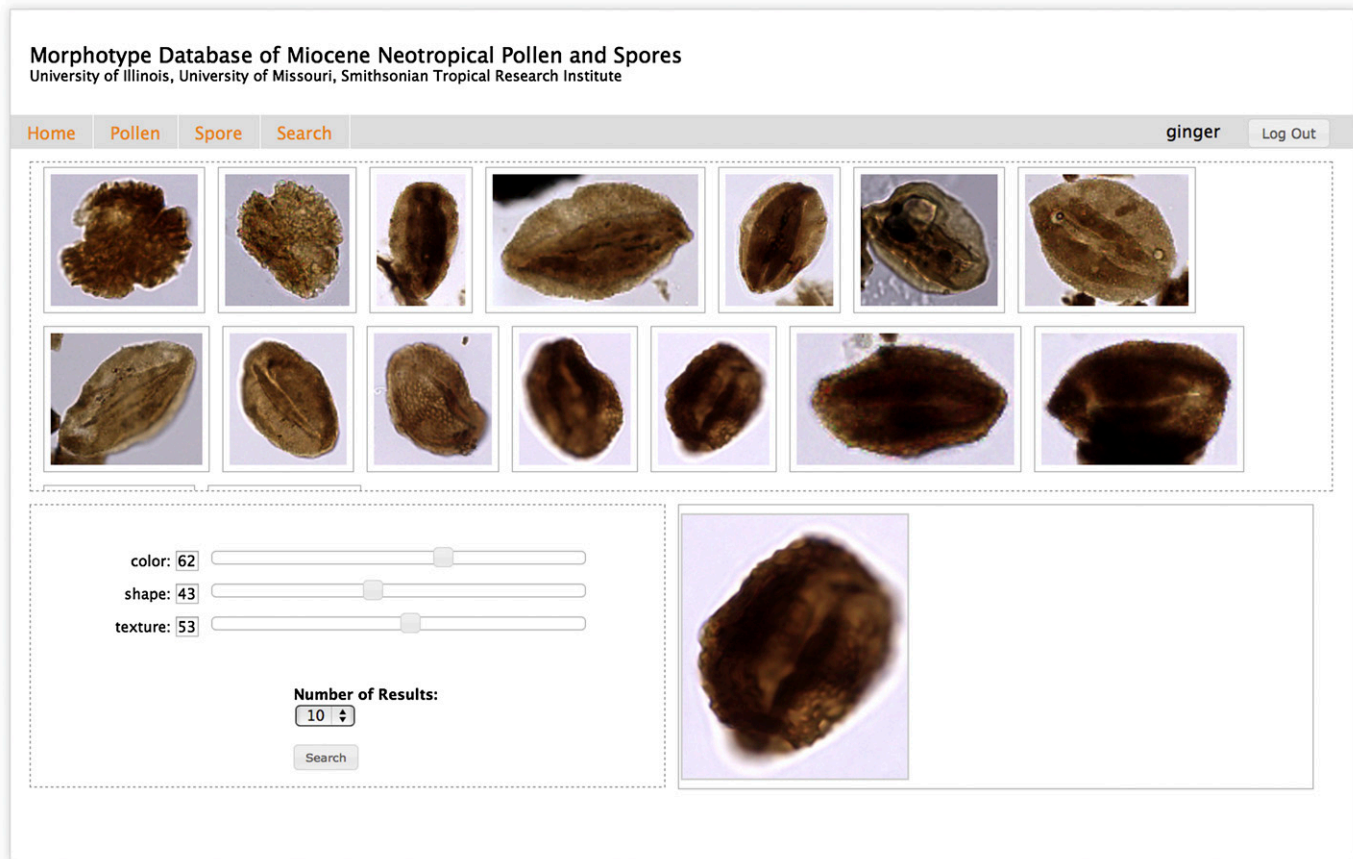 Morphotype Database of Miocene Neotropical Pollen and Spores
University of Illinois, University of Missouri, Smithsonian Tropical Research Institute
Home Pollen Spore Search ginger Log Out
color: 62
shape: 43
texture: 53
Number of Results:
10
Search